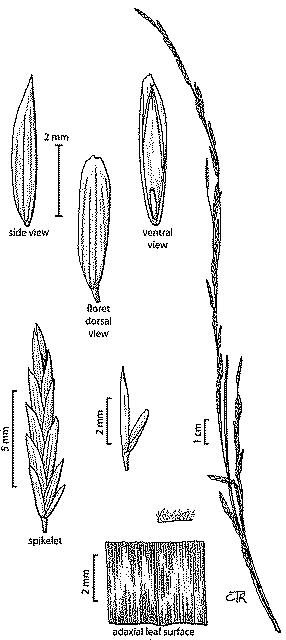 2 mm
side view
ventral
view
floret
dorsal
view
5 mm
2 mm
1 cm
spikelet
2 mm
CTR
adaxial leaf surface